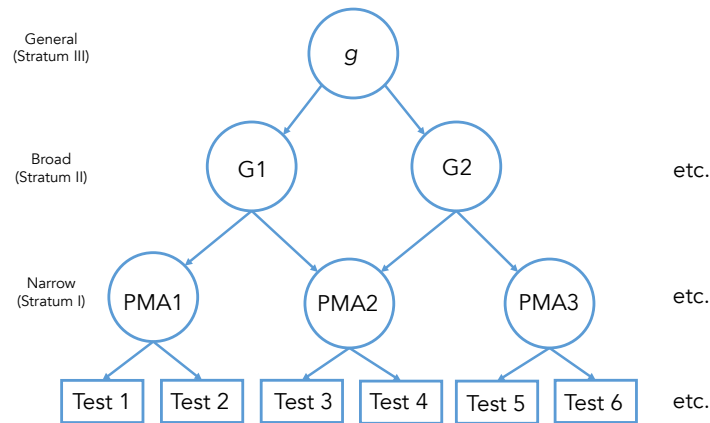 General
(Stratum III)
g
Broad
(Stratum II)
G1
G2
etc.
Narrow
(Stratum I)
PMA1
PMA2
PMA3
etc.
Test 1
Test 2
Test 3
Test 4
Test 5
Test 6
etc.